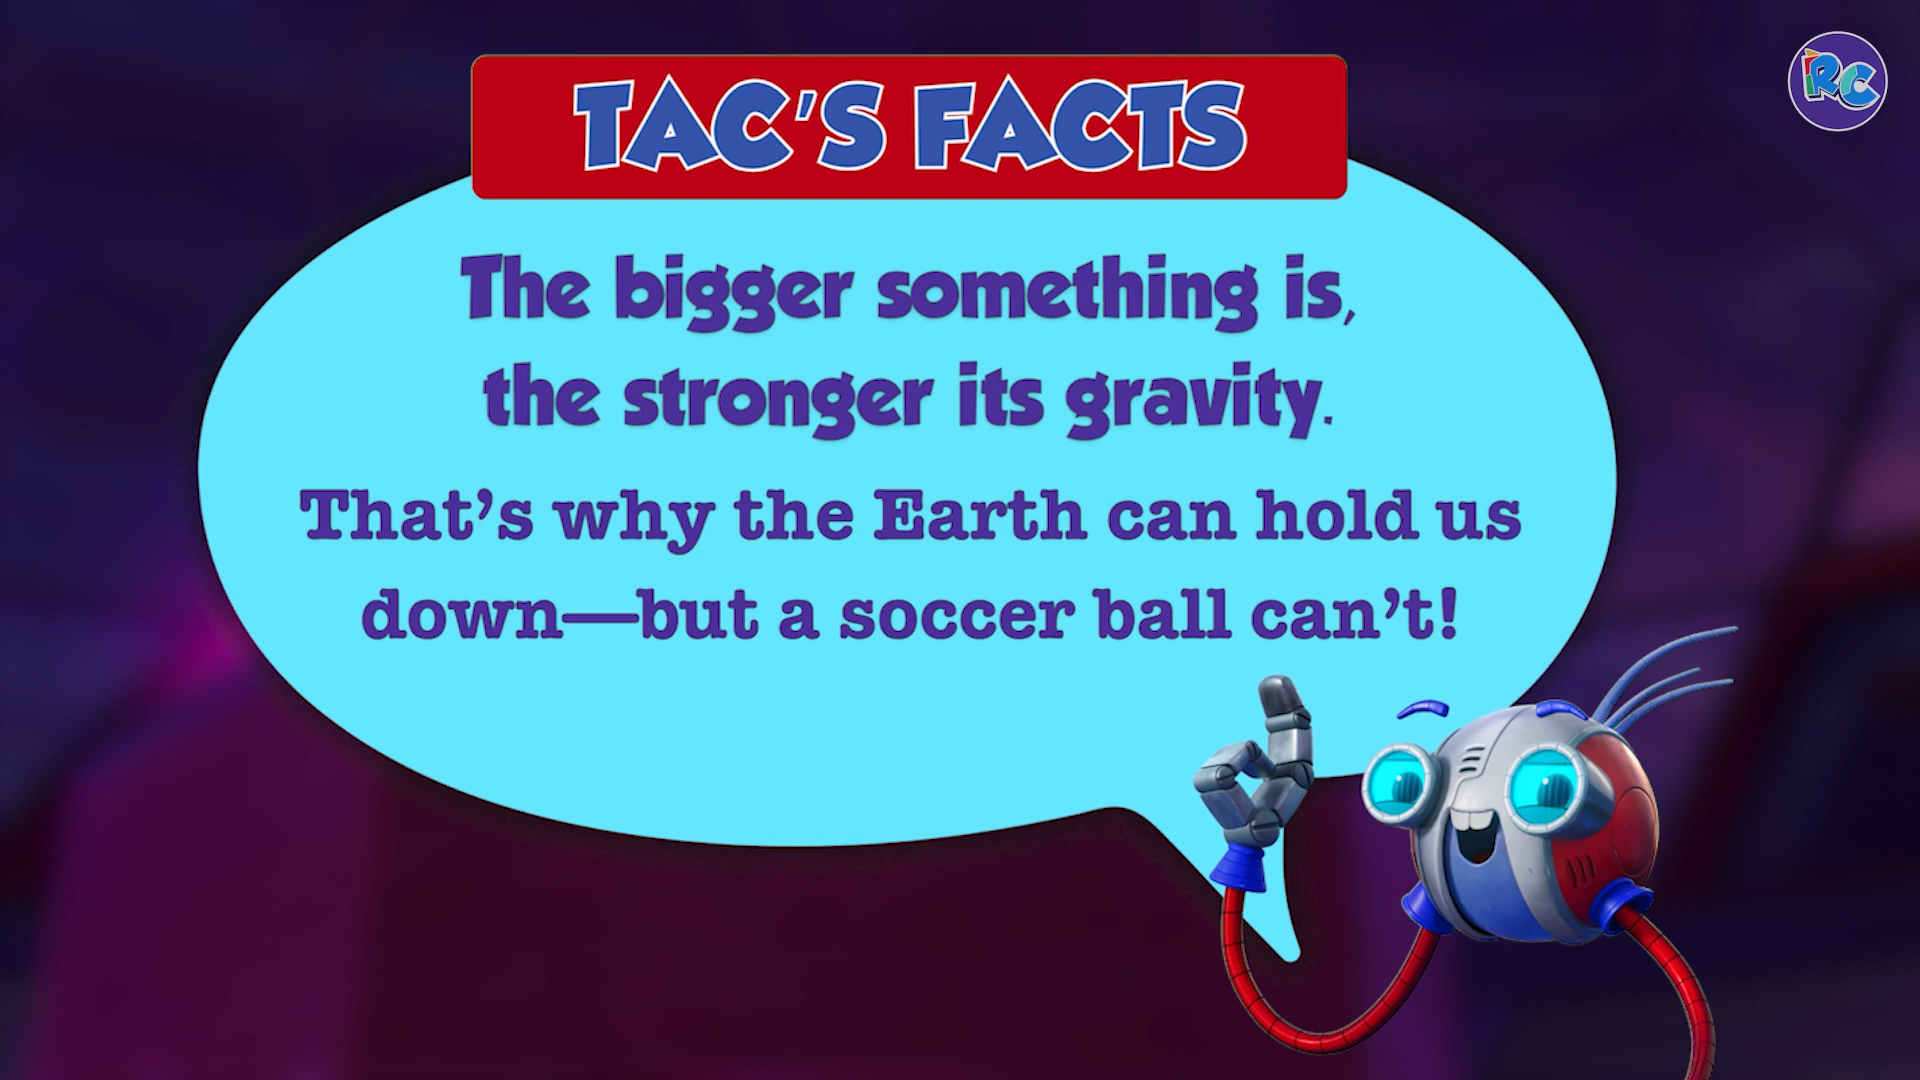 TAC'S FACTS
RC
The bigger something is,
the stronger its gravity.
That's why the Earth can hold us
down—but a soccer ball can't!